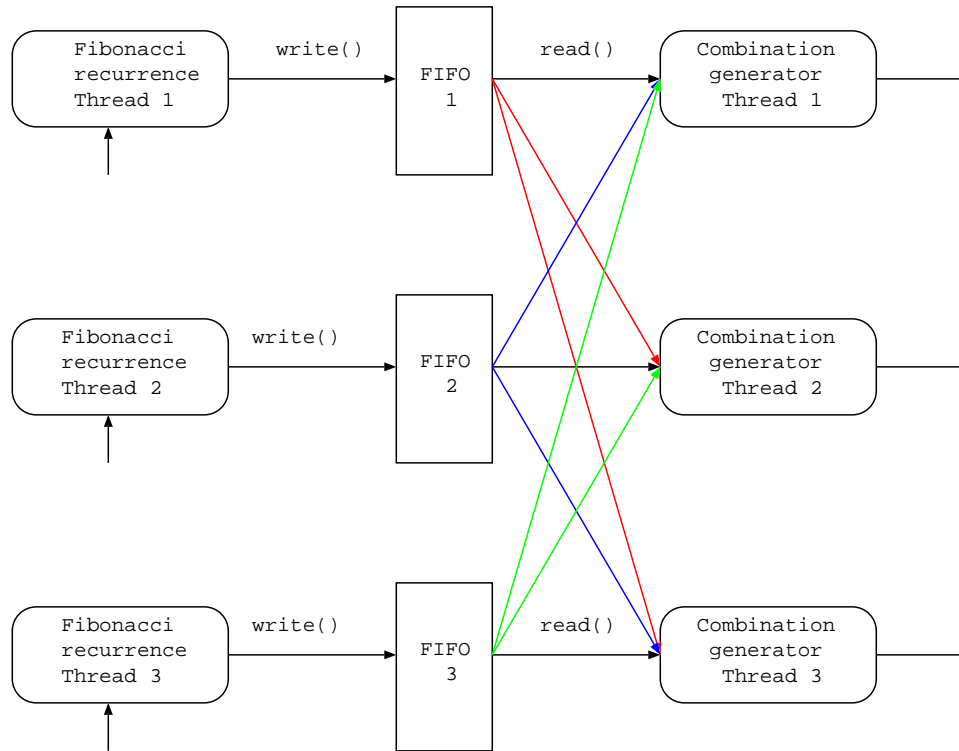 Fibonacci
recurrence
Thread 1
write()
FIFO
1
read()
Combination
generator
Thread 1
Fibonacci
recurrence
Thread 2
write()
FIFO
2
Combination
generator
Thread 2
Fibonacci
recurrence
Thread 3
write()
FIFO
3
read()
Combination
generator
Thread 3